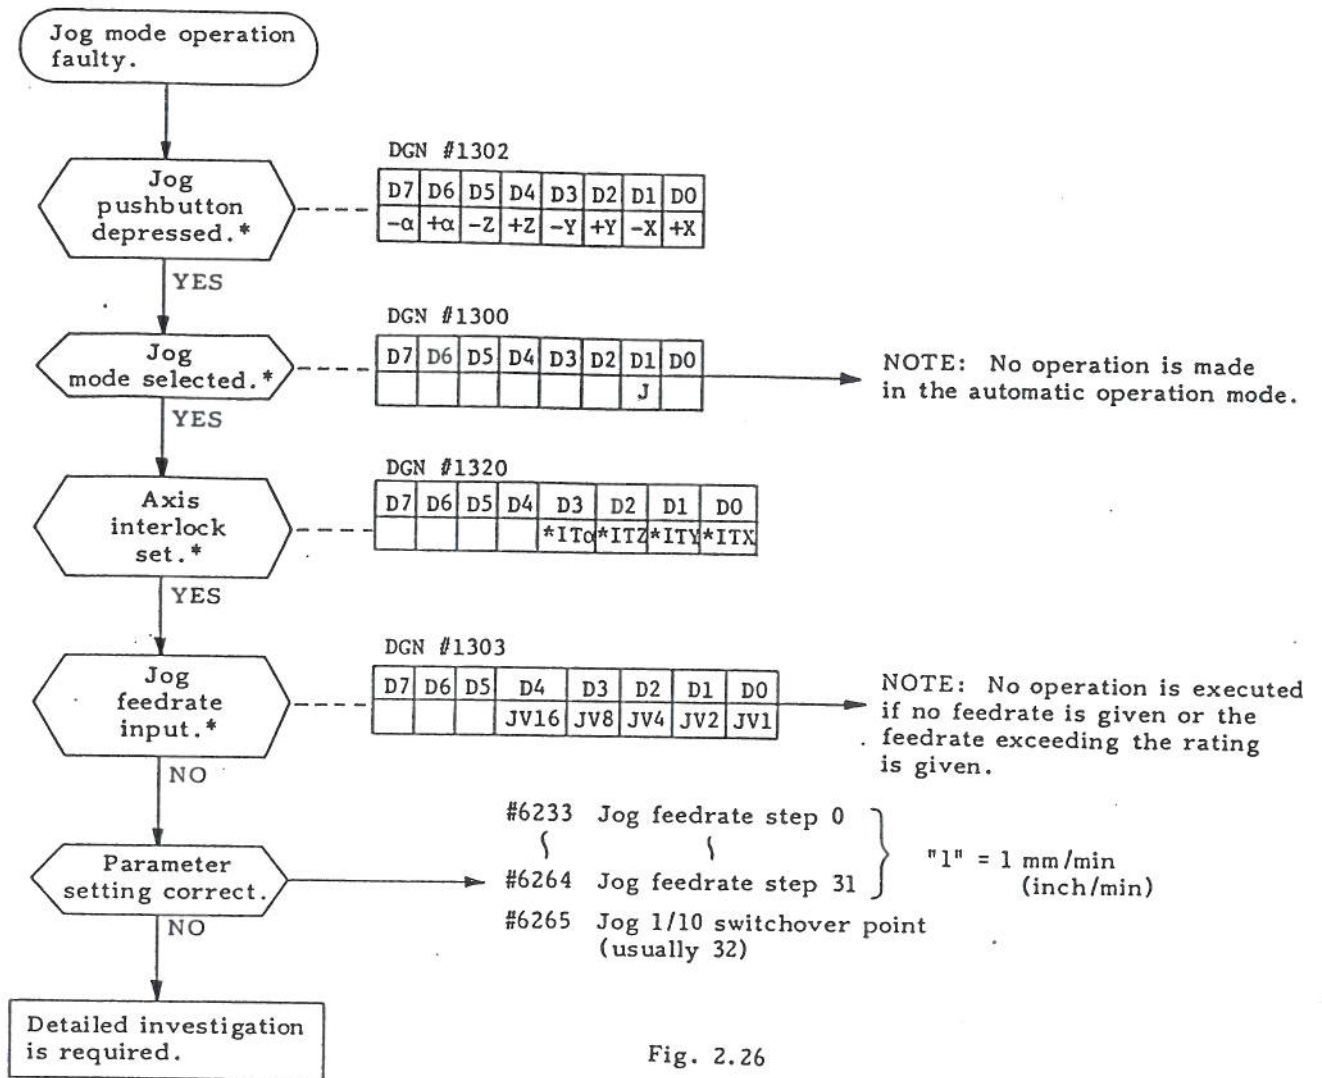 Jog mode operation
faulty.
Jog
pushbutton
depressed.*
DGN #1302
D7 D6 D5 D4 D3 D2 D1 D0
-α +α -Z +Z -Y +Y -X +X
YES
Jog
mode selected.*
DGN #1300
D7 D6 D5 D4 D3 D2 D1 D0
J
NOTE: No operation is made
in the automatic operation mode.
YES
Axis
interlock
set.*
DGN #1320
D7 D6 D5 D4 D3 D2 D1 D0
*ITα *ITZ *ITY *ITX
YES
Jog
feedrate
input.*
DGN #1303
D7 D6 D5 D4 D3 D2 D1 D0
JV16 JV8 JV4 JV2 JV1
NOTE: No operation is executed
if no feedrate is given or the
feedrate exceeding the rating
is given.
NO
Parameter
setting correct.
#6233 Jog feedrate step 0
#6264 Jog feedrate step 31
"1" = 1 mm/min
(inch/min)
#6265 Jog 1/10 switchover point
(usually 32)
NO
Detailed investigation
is required.
Fig. 2.26